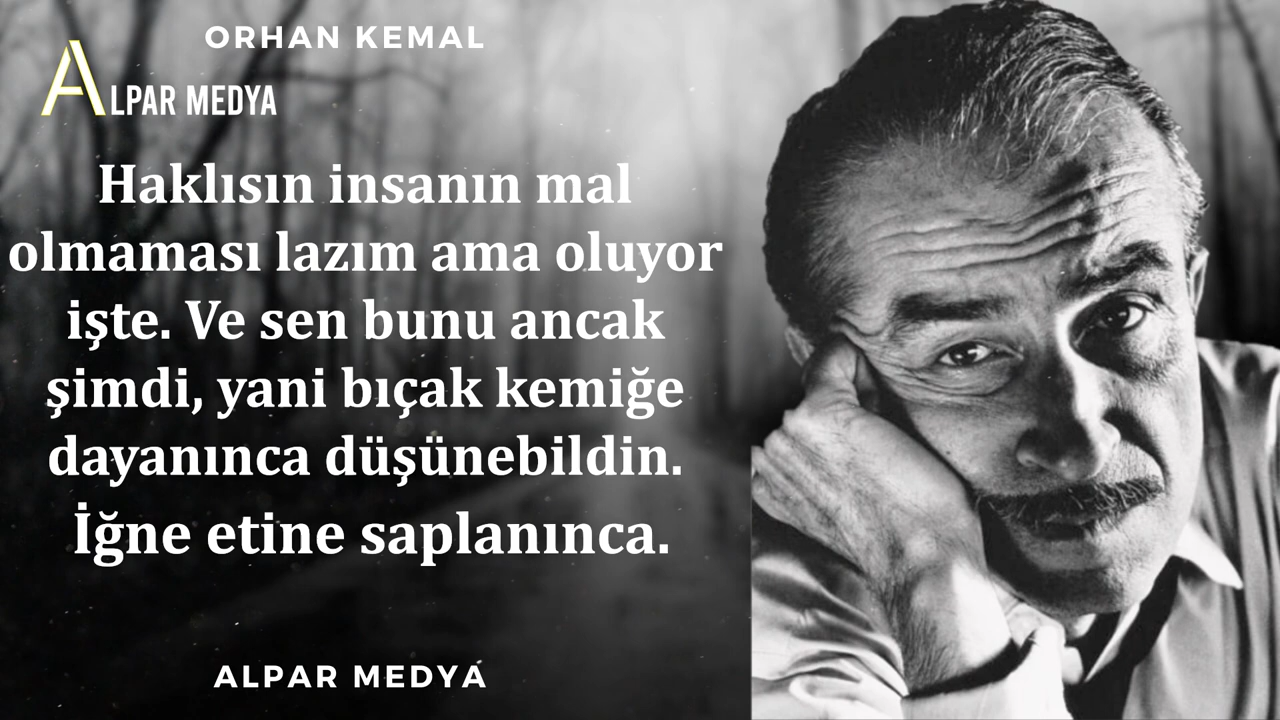 ORHAN KEMAL
ALPAR MEDYA
Haklısın insanın mal
olmaması lazım ama oluyor
işte. Ve sen bunu ancak
şimdi, yani bıçak kemiğe
dayanınca düşünebildin.
İğne etine saplanınca.
ALPAR MEDYA